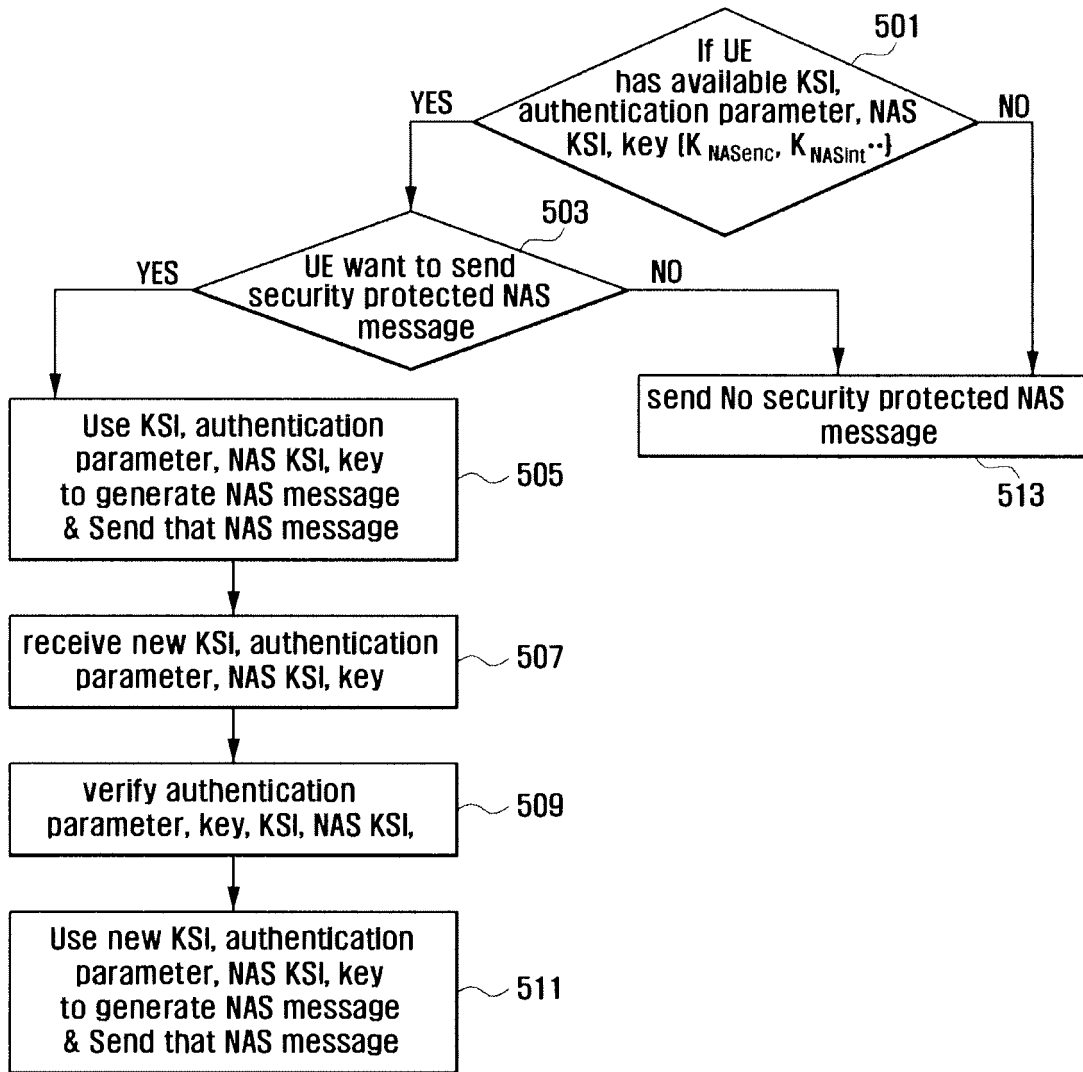 501
If UE
has available KSI,
authentication parameter, NAS
KSI, key (K NASenc, K NASInt··)
YES
NO
503
UE want to send
security protected NAS
message
YES
NO
Use KSI, authentication
parameter, NAS KSI, key
to generate NAS message
& Send that NAS message
505
send No security protected NAS
message
513
receive new KSI, authentication
parameter, NAS KSI, key
507
verify authentication
parameter, key, KSI, NAS KSI,
509
Use new KSI, authentication
parameter, NAS KSI, key
to generate NAS message
& Send that NAS message
511